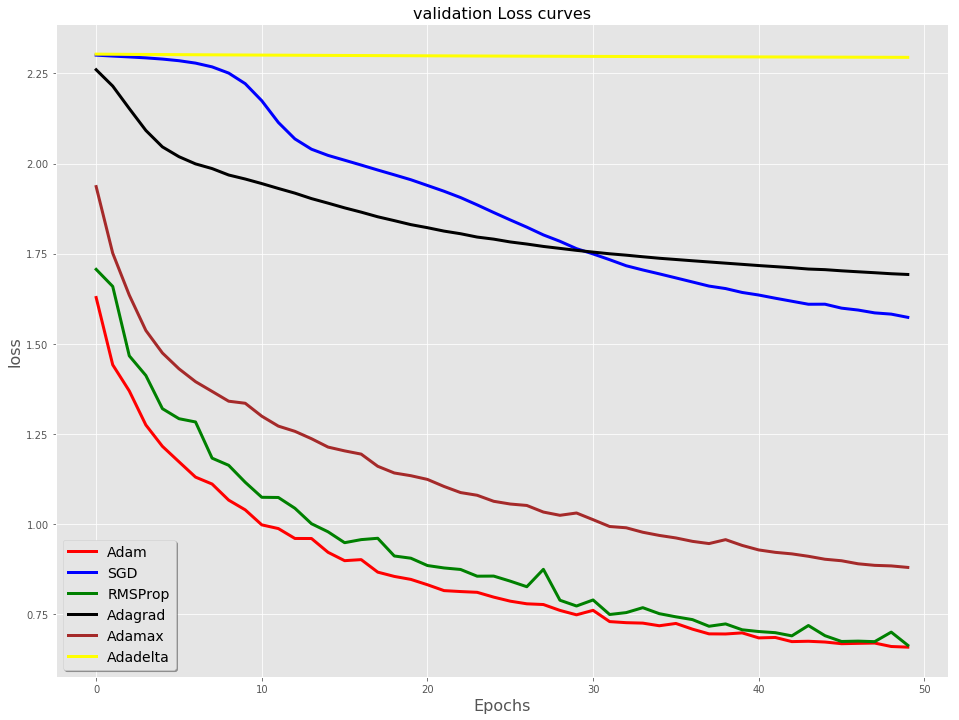 validation Loss curves
2.25
2.00
1.75
1.50
1.25
1.00
0.75
loss
Adam
SGD
RMSProp
Adagrad
Adamax
Adadelta
0 10 20 30 40 50
Epochs